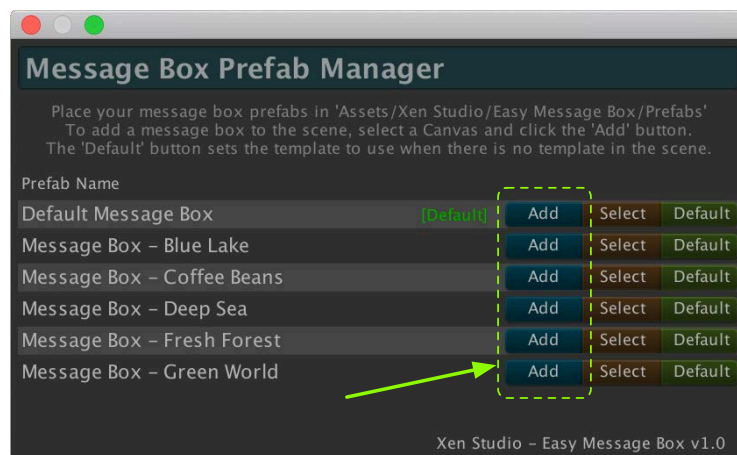 Message Box Prefab Manager
Place your message box prefabs in 'Assets/Xen Studio/Easy Message Box/Prefabs'
To add a message box to the scene, select a Canvas and click the 'Add' button.
The 'Default' button sets the template to use when there is no template in the scene.
Prefab Name
Default Message Box [Default] Add Select Default
Message Box – Blue Lake Add Select Default
Message Box – Coffee Beans Add Select Default
Message Box – Deep Sea Add Select Default
Message Box – Fresh Forest Add Select Default
Message Box – Green World Add Select Default
Xen Studio – Easy Message Box v1.0